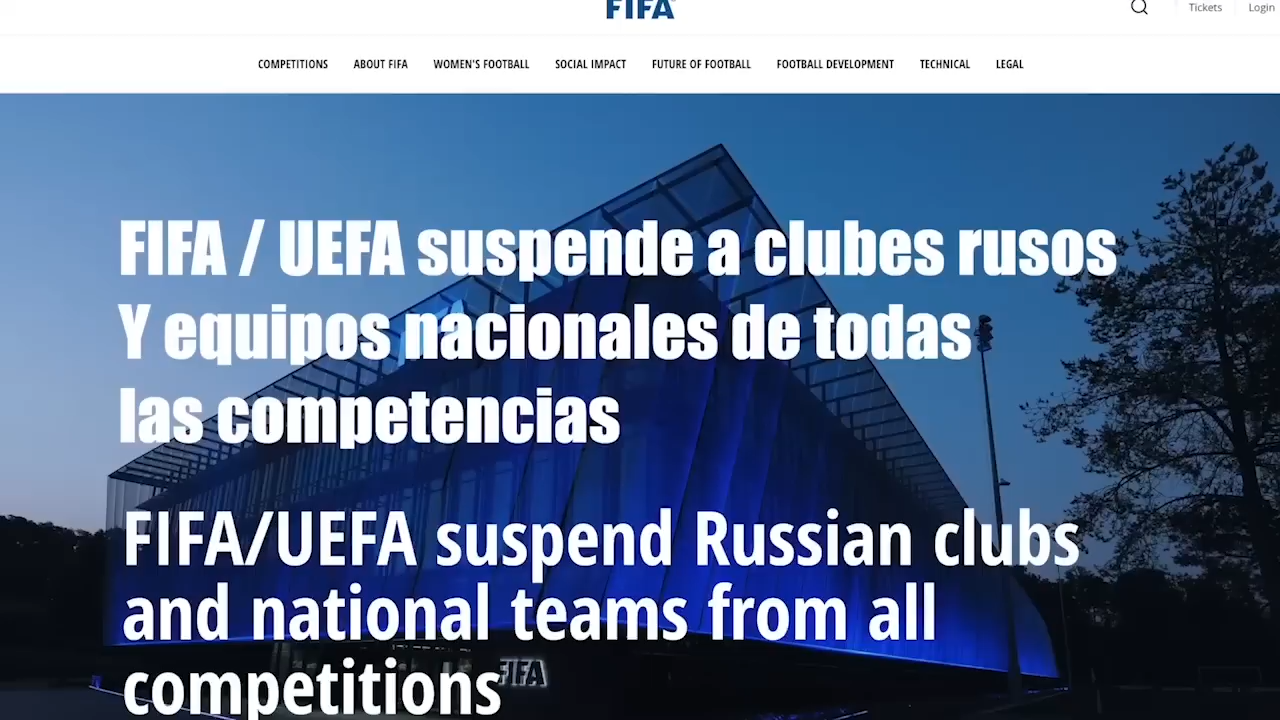 FIFA
Tickets
Login
COMPETITIONS ABOUT FIFA WOMEN'S FOOTBALL SOCIAL IMPACT FUTURE OF FOOTBALL FOOTBALL DEVELOPMENT TECHNICAL LEGAL
FIFA / UEFA suspende a clubes rusos
Y equipos nacionales de todas
las competencias
FIFA/UEFA suspend Russian clubs
and national teams from all
competitions
FIFA